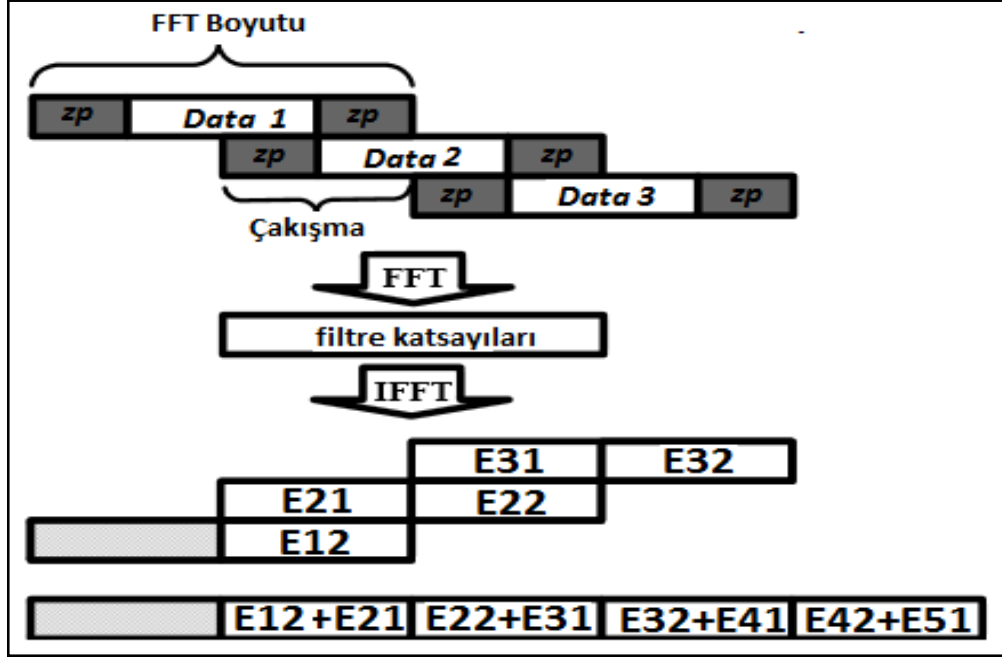 FFT Boyutu
zp Data 1 zp
zp Data 2 zp
zp Data 3 zp
Çakışma
FFT
filtre katsayıları
IFFT
E31 E32
E21 E22
E12
E12+E21 E22+E31 E32+E41 E42+E51